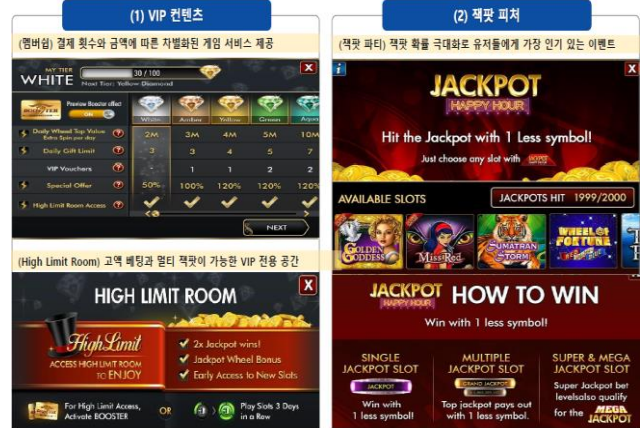 (1) VIP 컨텐츠
(멤버쉽) 결제 횟수와 금액에 따른 차별화된 게임 서비스 제공
MY TIER
WHITE
30 / 100
Next Tier: Yellow Diamond
X
BOOSTER
Preview Booster effect
ON
White Amber Yellow Green Aqua
Daily Wheel Top Value
Extra Spin per day
2M 3M 4M 5M 10M
Daily Gift Limit
3 3 4 5 7
VIP Vouchers
- 1 1 2 2
Special Offer
50% 100% 120% 120% 120%
High Limit Room Access
NEXT
(High Limit Room) 고액 베팅과 멀티 잭팟이 가능한 VIP 전용 공간
HIGH LIMIT ROOM
X
High Limit
ACCESS HIGH LIMIT ROOM
TO ENJOY
2x Jackpot wins!
Jackpot Wheel Bonus
Early Access to New Slots
For High Limit Access,
Activate BOOSTER
OR
Play Slots 3 Days
in a Row
(2) 잭팟 피처
(잭팟 파티) 잭팟 확률 극대화로 유저들에게 가장 인기 있는 이벤트
i
X
JACKPOT
HAPPY HOUR
Hit the Jackpot with 1 Less symbol!
Just choose any slot with
AVAILABLE SLOTS
JACKPOTS HIT 1999/2000
GOLDEN GODDESS
Miss Red
SUMATRAN STORM
WHEEL OF FORTUNE
JACKPOT
HAPPY HOUR
HOW TO WIN
Win with 1 less symbol!
SINGLE
JACKPOT SLOT
JACKPOT
Win with
1 less symbol!
MULTIPLE
JACKPOT SLOT
GRAND JACKPOT
Top jackpot pays out
with 1 less symbol.
SUPER & MEGA
JACKPOT SLOT
Super Jackpot bet
levelsalso qualify
for the MEGA JACKPOT